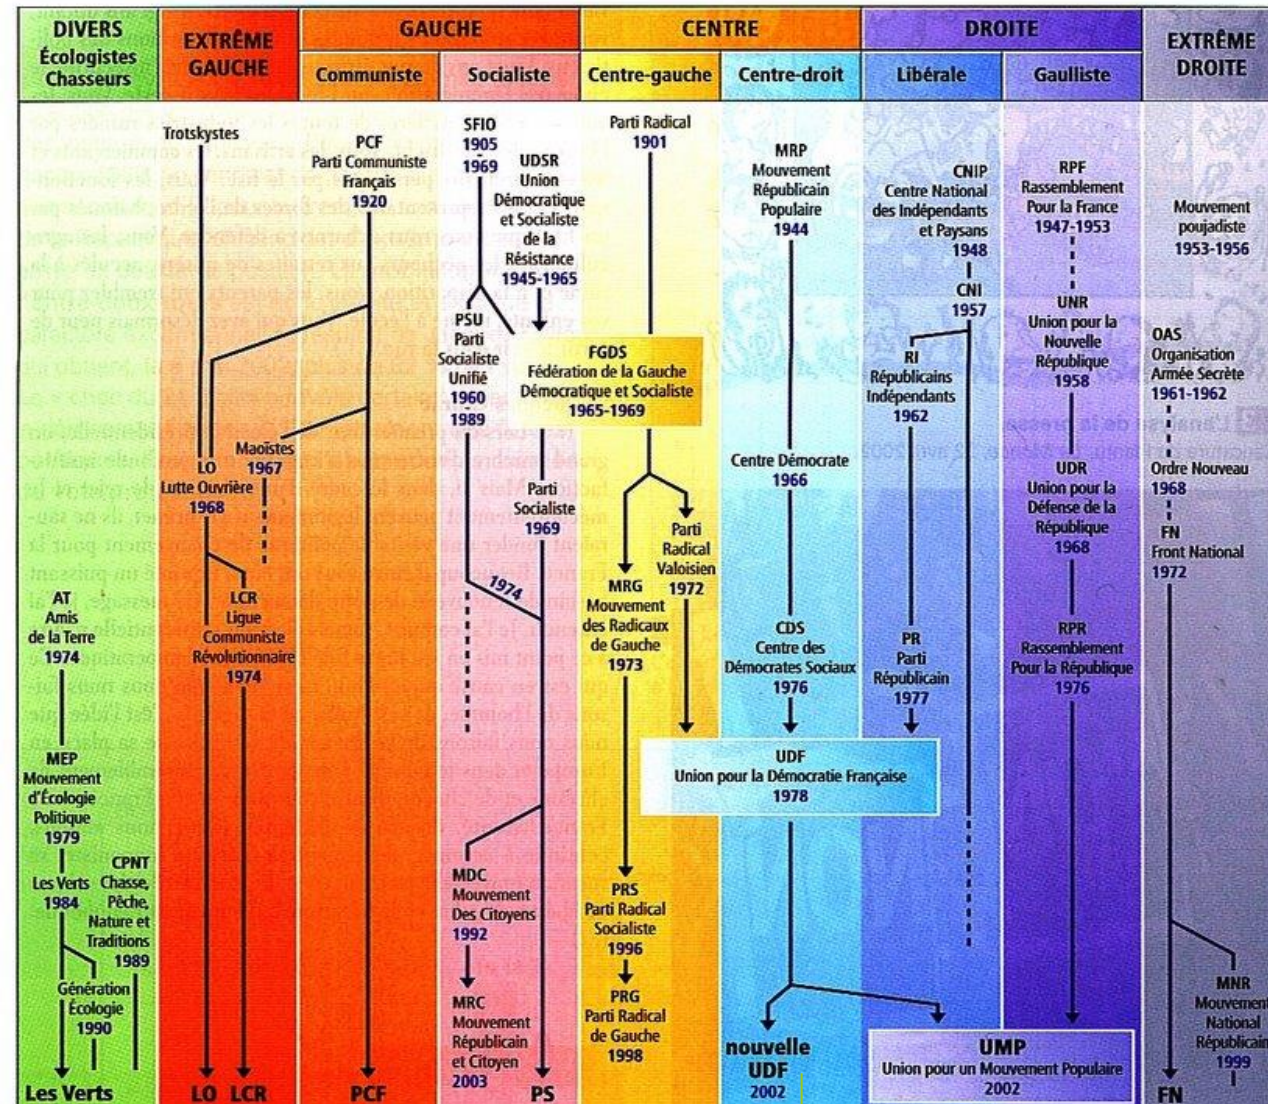 DIVERS
Écologistes
Chasseurs
EXTRÊME
GAUCHE
GAUCHE
Communiste
Socialiste
CENTRE
Centre-gauche
Centre-droit
DROITE
Libérale
Gaulliste
EXTRÊME
DROITE
AT
Amis
de la Terre
1974
MEP
Mouvement
d'Écologie
Politique
1979
Les Verts
1984
CPNT
Chasse,
Pêche,
Nature et
Traditions
1989
Génération
Écologie
1990
Les Verts
Trotskystes
Maoïstes
1967
LO
Lutte Ouvrière
1968
LCR
Ligue
Communiste
Révolutionnaire
1974
LO LCR
PCF
Parti Communiste
Français
1920
PCF
SFIO
1905
-
1969
UDSR
Union
Démocratique
et Socialiste
de la
Résistance
1945-1965
PSU
Parti
Socialiste
Unifié
1960
-
1989
Parti
Socialiste
1969
1974
MDC
Mouvement
Des Citoyens
1992
MRC
Mouvement
Républicain
et Citoyen
2003
PS
Parti Radical
1901
FGDS
Fédération de la Gauche
Démocratique et Socialiste
1965-1969
Parti
Radical
Valoisien
1972
MRG
Mouvement
des Radicaux
de Gauche
1973
PRS
Parti Radical
Socialiste
1996
PRG
Parti Radical
de Gauche
1998
MRP
Mouvement
Républicain
Populaire
1944
Centre Démocrate
1966
CDS
Centre des
Démocrates Sociaux
1976
UDF
Union pour la Démocratie Française
1978
nouvelle
UDF
2002
CNIP
Centre National
des Indépendants
et Paysans
1948
CNI
1957
RI
Républicains
Indépendants
1962
PR
Parti
Républicain
1977
RPF
Rassemblement
Pour la France
1947-1953
UNR
Union pour la
Nouvelle
République
1958
UDR
Union pour la
Défense de la
République
1968
RPR
Rassemblement
Pour la République
1976
UMP
Union pour un Mouvement Populaire
2002
Mouvement
poujadiste
1953-1956
OAS
Organisation
Armée Secrète
1961-1962
Ordre Nouveau
1968
FN
Front National
1972
MNR
Mouvement
National
Républicain
1999
FN